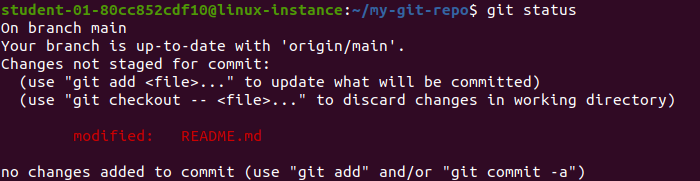 student-01-80cc852cdf10@linux-instance:~/my-git-repo$ git status
On branch main
Your branch is up-to-date with 'origin/main'.
Changes not staged for commit:
  (use "git add <file>..." to update what will be committed)
  (use "git checkout -- <file>..." to discard changes in working directory)

        modified:   README.md

no changes added to commit (use "git add" and/or "git commit -a")